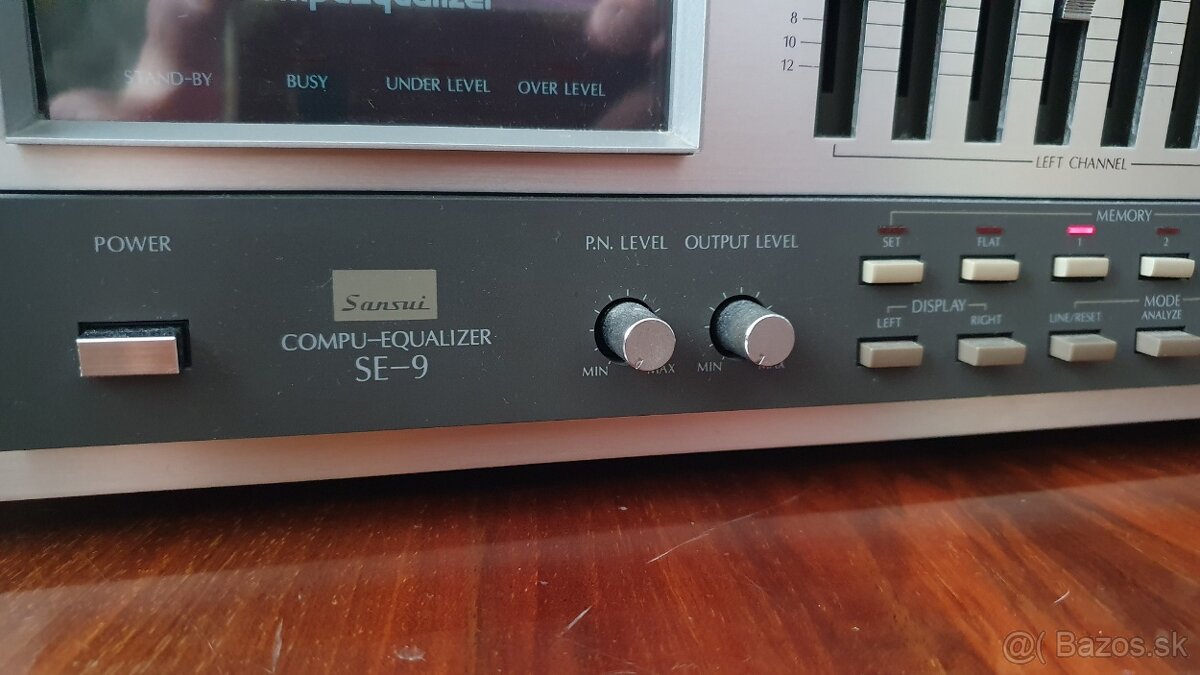 STAND-BY BUSY UNDER LEVEL OVER LEVEL
8
10
12
LEFT CHANNEL
POWER
Sansui
COMPU-EQUALIZER
SE-9
P.N. LEVEL OUTPUT LEVEL
MIN MAX MIN
MEMORY
SET FLAT 1 2
DISPLAY MODE
LEFT RIGHT LINE/RESET ANALYZE
@( Bazos.sk